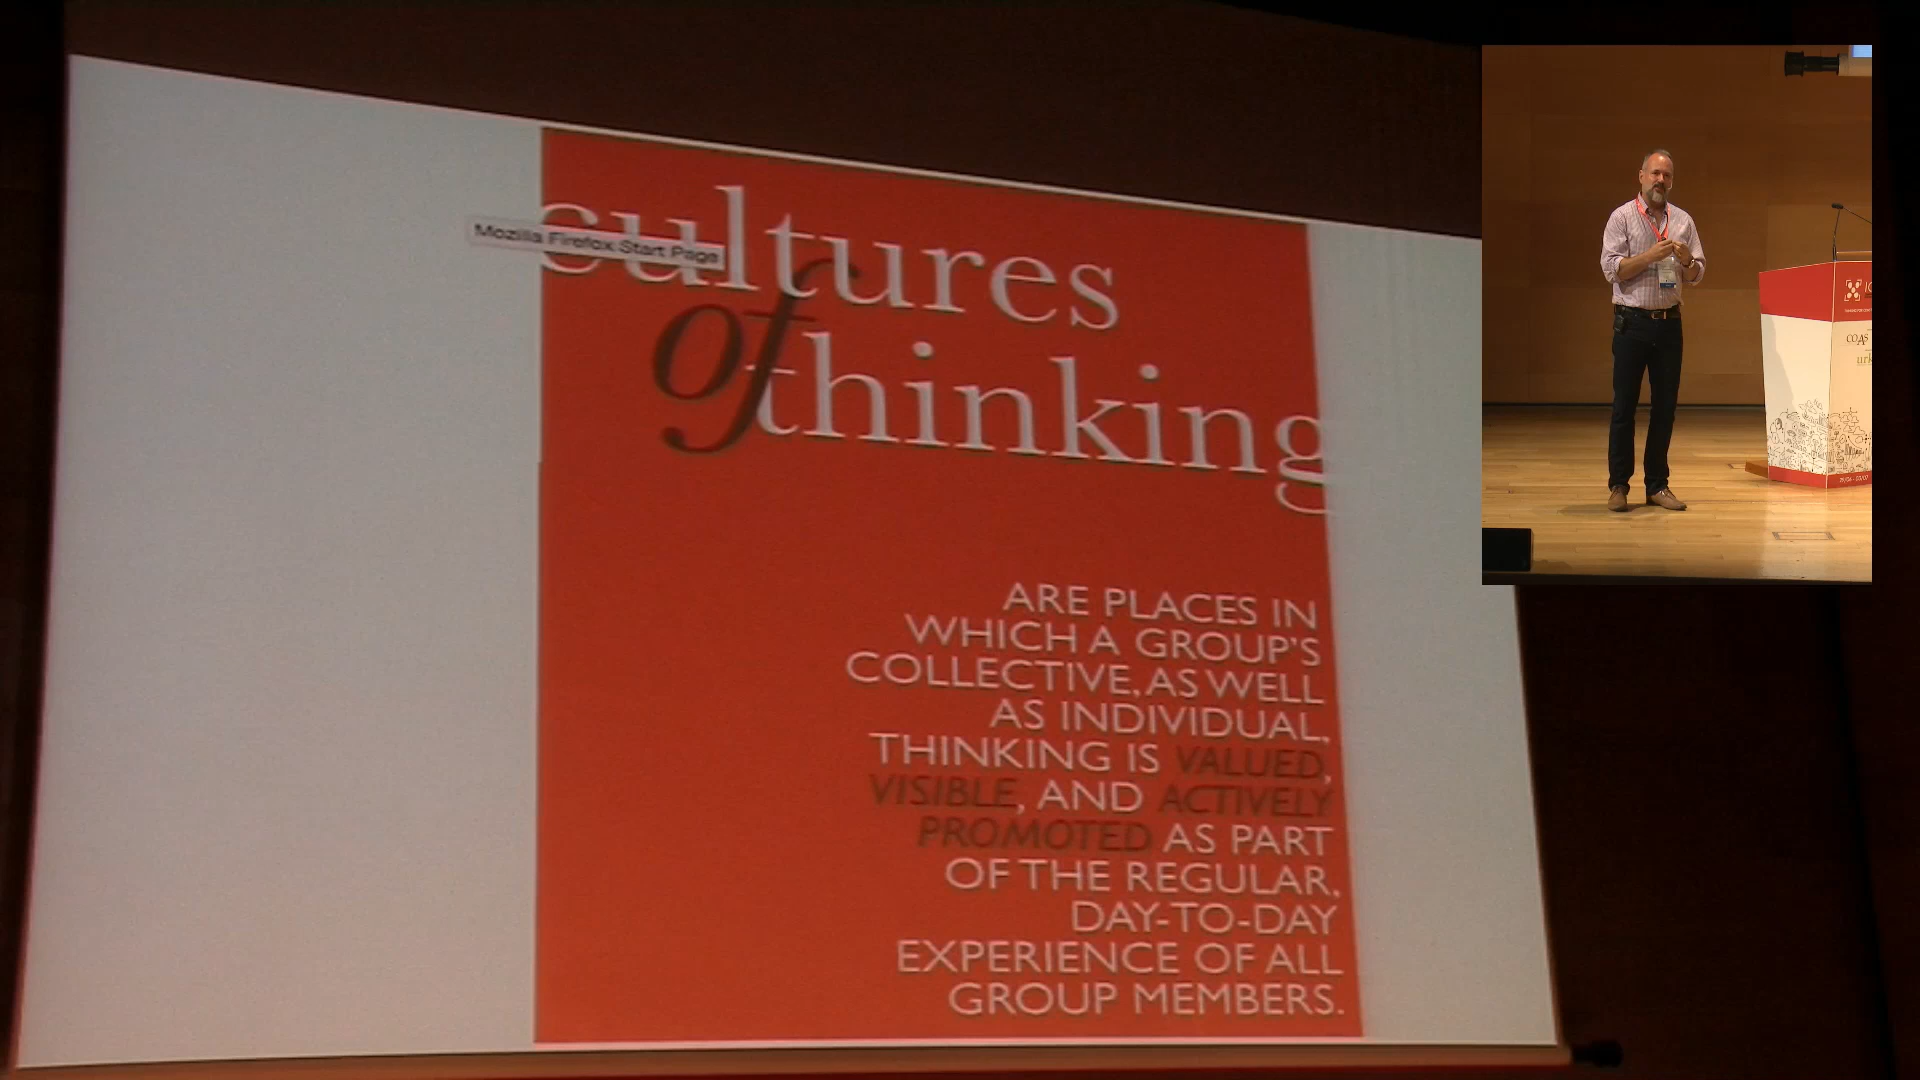 cultures
Mozilla Firefox Start Page
of
thinking
ARE PLACES IN
WHICH A GROUP'S
COLLECTIVE, AS WELL
AS INDIVIDUAL,
THINKING IS VALUED,
VISIBLE, AND ACTIVELY
PROMOTED AS PART
OF THE REGULAR,
DAY-TO-DAY
EXPERIENCE OF ALL
GROUP MEMBERS.